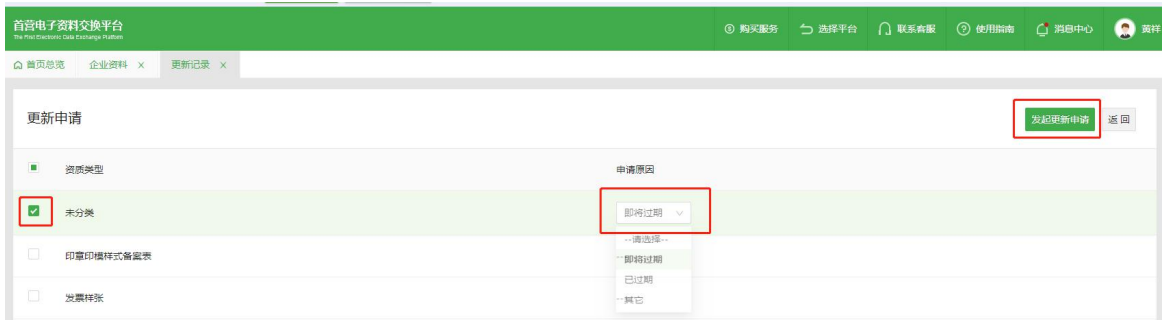 首营电子资料交换平台
The First Electronic Data Exchange Platform
购买服务 选择平台 联系客服 使用指南 消息中心 黄祥
首页总览 企业资料 × 更新记录 ×
更新申请 发起更新申请 返回
资质类型 申请原因
未分类 即将过期
--请选择--
即将过期
印章印模样式备案表
已过期
发票样张 其它